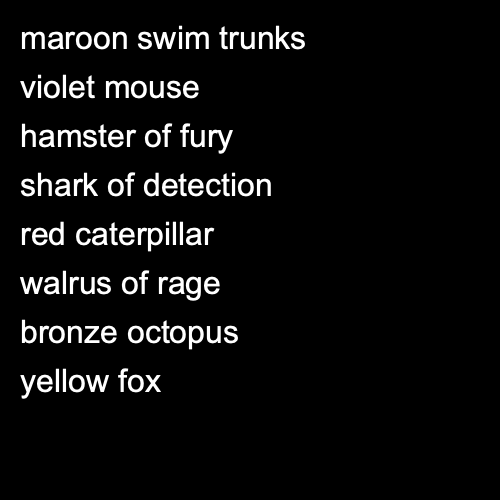 maroon swim trunks
violet mouse
hamster of fury
shark of detection
red caterpillar
walrus of rage
bronze octopus
yellow fox